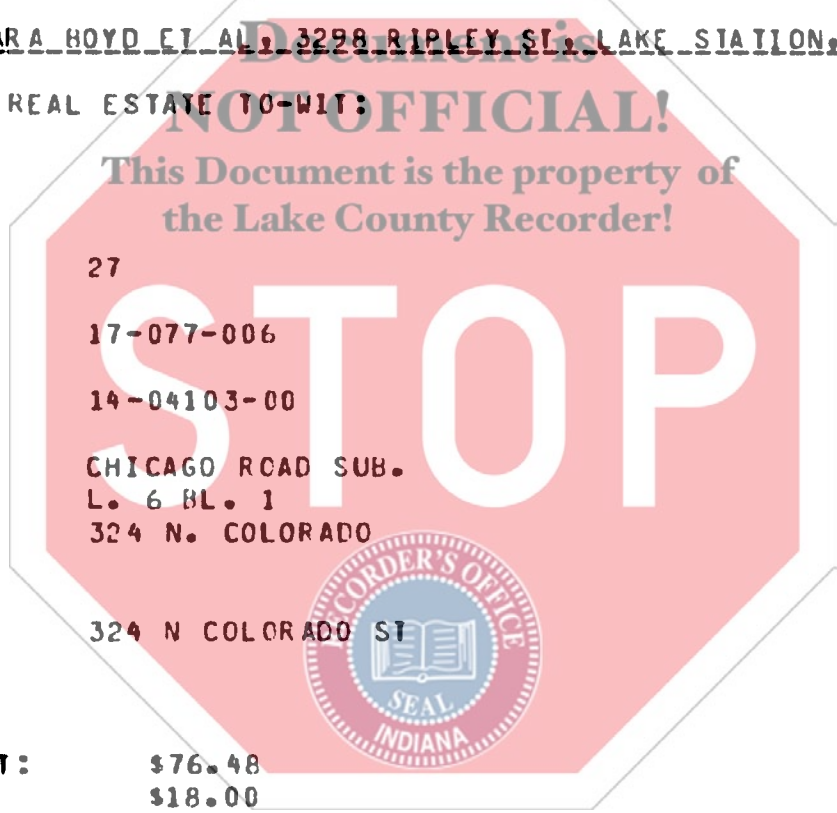 ARA BOYD ET AL, 3298 RIPLEY ST, LAKE STATION,
Document is
REAL ESTATE TO-WIT:
NOT OFFICIAL!
This Document is the property of
the Lake County Recorder!
27
STOP
17-077-006
14-04103-00
CHICAGO ROAD SUB.
L. 6 BL. 1
324 N. COLORADO
RECORDER'S OFFICE
324 N COLORADO ST
SEAL
INDIANA
T: $76.48
$18.00